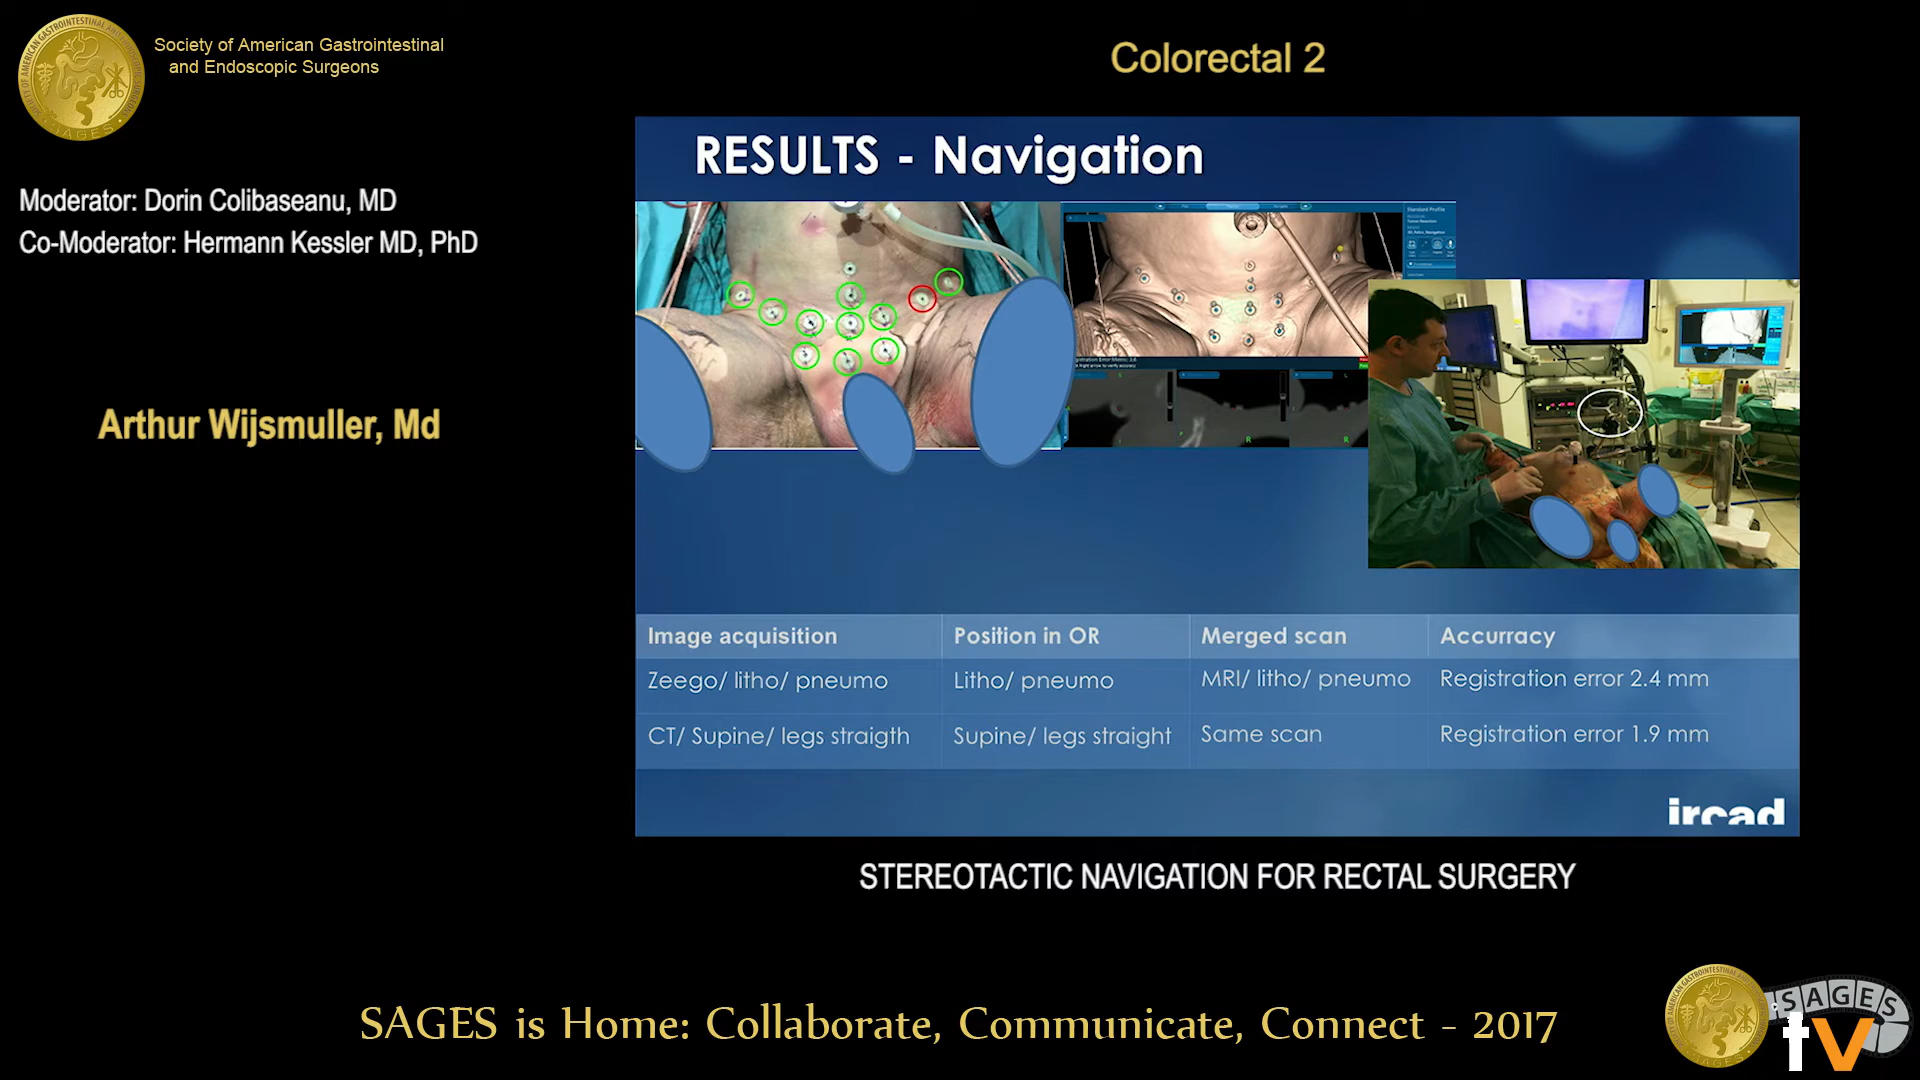 Society of American Gastrointestinal
and Endoscopic Surgeons
Colorectal 2
Moderator: Dorin Colibaseanu, MD
Co-Moderator: Hermann Kessler MD, PhD
Arthur Wijsmuller, Md
RESULTS - Navigation
Image acquisition Position in OR Merged scan Accurracy
Zeego/ litho/ pneumo Litho/ pneumo MRI/ litho/ pneumo Registration error 2.4 mm
CT/ Supine/ legs straigth Supine/ legs straight Same scan Registration error 1.9 mm
ircad
STEREOTACTIC NAVIGATION FOR RECTAL SURGERY
SAGES is Home: Collaborate, Communicate, Connect - 2017
SAGES
tv